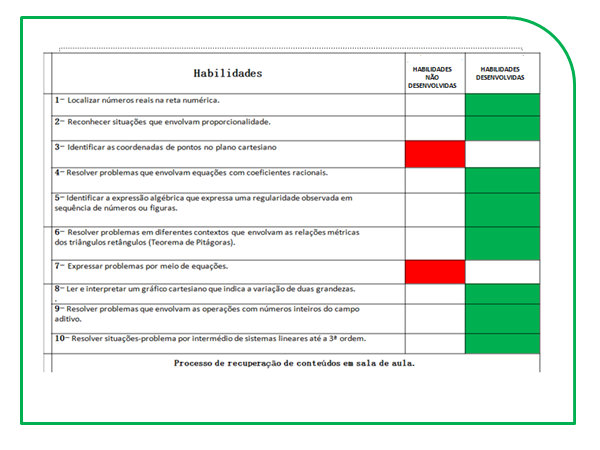 Habilidades
HABILIDADES
NÃO
DESENVOLVIDAS
HABILIDADES
DESENVOLVIDAS
1- Localizar números reais na reta numérica.
2- Reconhecer situações que envolvam proporcionalidade.
3- Identificar as coordenadas de pontos no plano cartesiano
4- Resolver problemas que envolvam equações com coeficientes racionais.
5- Identificar a expressão algébrica que expressa uma regularidade observada em
sequência de números ou figuras.
6- Resolver problemas em diferentes contextos que envolvam as relações métricas
dos triângulos retângulos (Teorema de Pitágoras).
7- Expressar problemas por meio de equações.
8- Ler e interpretar um gráfico cartesiano que indica a variação de duas grandezas.
.
9- Resolver problemas que envolvam as operações com números inteiros do campo
aditivo.
10- Resolver situações-problema por intermédio de sistemas lineares até a 3ª ordem.
Processo de recuperação de conteúdos em sala de aula.